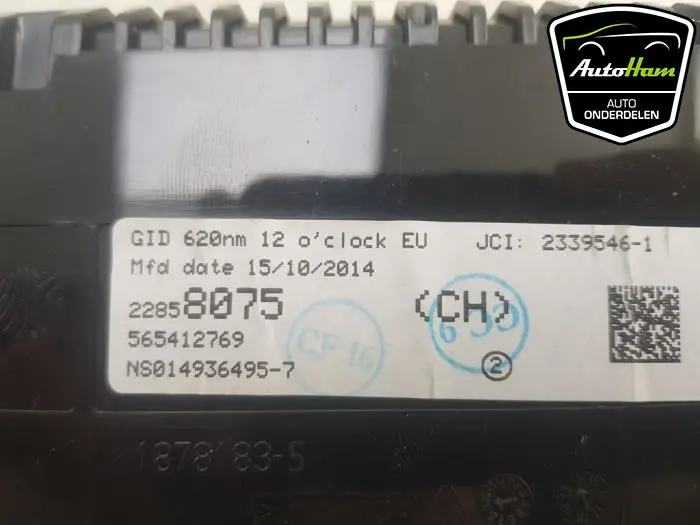 AutoHam
AUTO
ONDERDELEN
GID 620nm 12 o'clock EU JCI: 2339546-1
Mfd date 15/10/2014
22858075 (CH)
565412769
NS014936495-7 2
CF 16